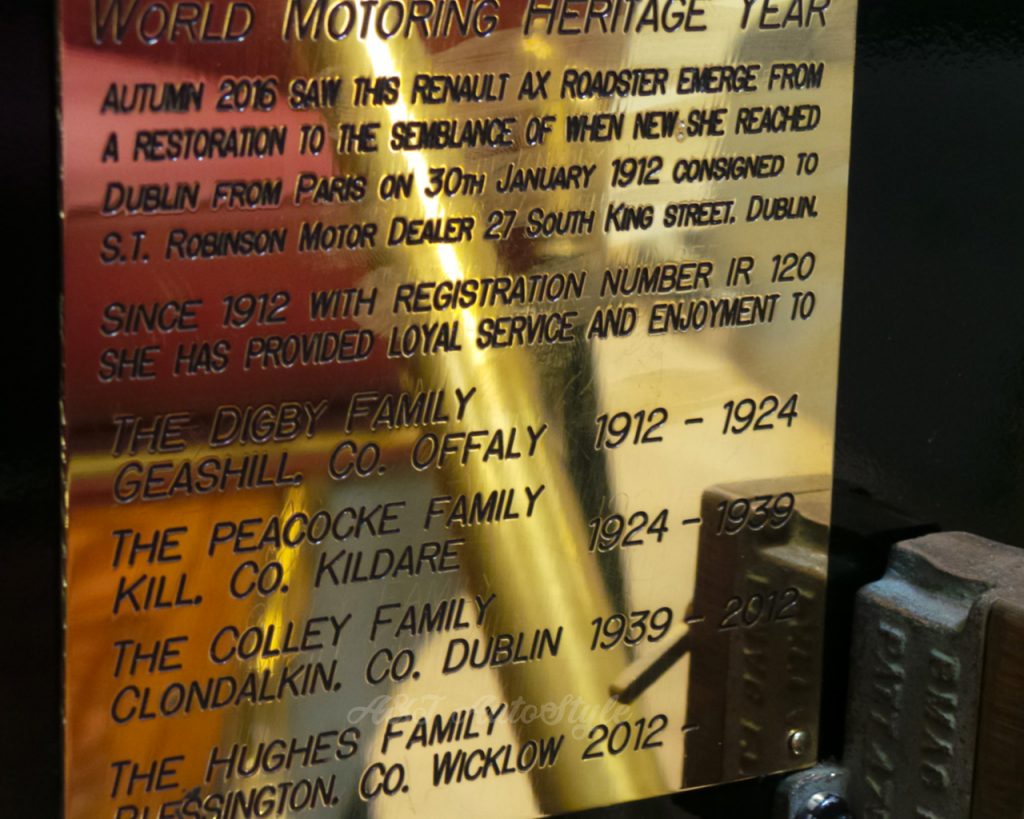 WORLD MOTORING HERITAGE YEAR
AUTUMN 2016 SAW THIS RENAULT AX ROADSTER EMERGE FROM
A RESTORATION TO THE SEMBLANCE OF WHEN NEW. SHE REACHED
DUBLIN FROM PARIS ON 30TH JANUARY 1912 CONSIGNED TO
S.T. ROBINSON MOTOR DEALER 27 SOUTH KING STREET. DUBLIN.
SINCE 1912 WITH REGISTRATION NUMBER IR 120
SHE HAS PROVIDED LOYAL SERVICE AND ENJOYMENT TO
THE DIGBY FAMILY
GEASHILL. CO. OFFALY 1912 - 1924
THE PEACOCKE FAMILY
KILL. CO. KILDARE 1924 - 1939
THE COLLEY FAMILY
CLONDALKIN. CO. DUBLIN 1939 - 2012
THE HUGHES FAMILY
BLESSINGTON. CO. WICKLOW 2012 -
AutoStyle